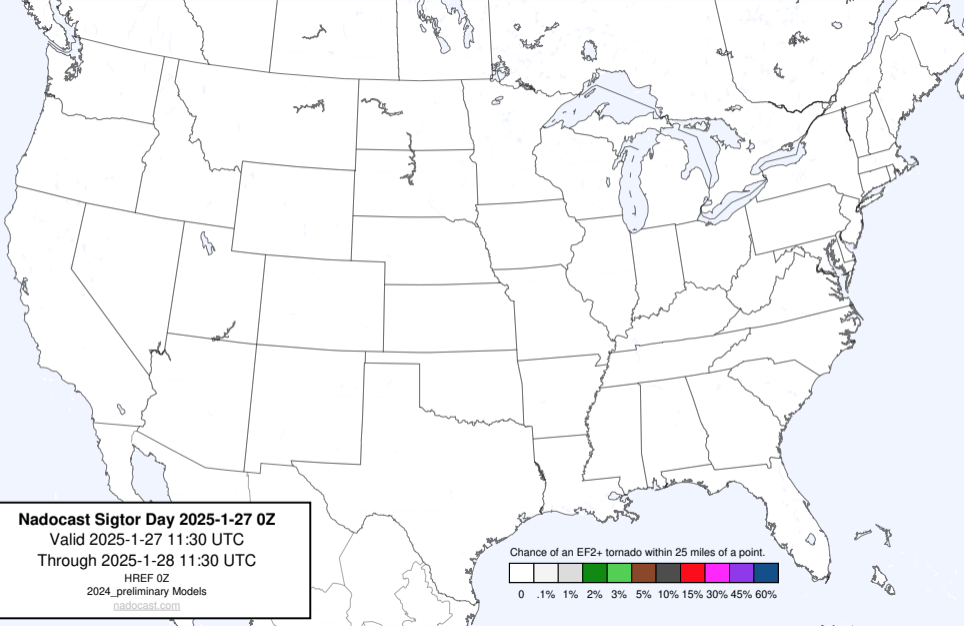 Nadocast Sigtor Day 2025-1-27 0Z
Valid 2025-1-27 11:30 UTC
Through 2025-1-28 11:30 UTC
HREF 0Z
2024_preliminary Models
nadocast.com
Chance of an EF2+ tornado within 25 miles of a point.
0 .1% 1% 2% 3% 5% 10% 15% 30% 45% 60%